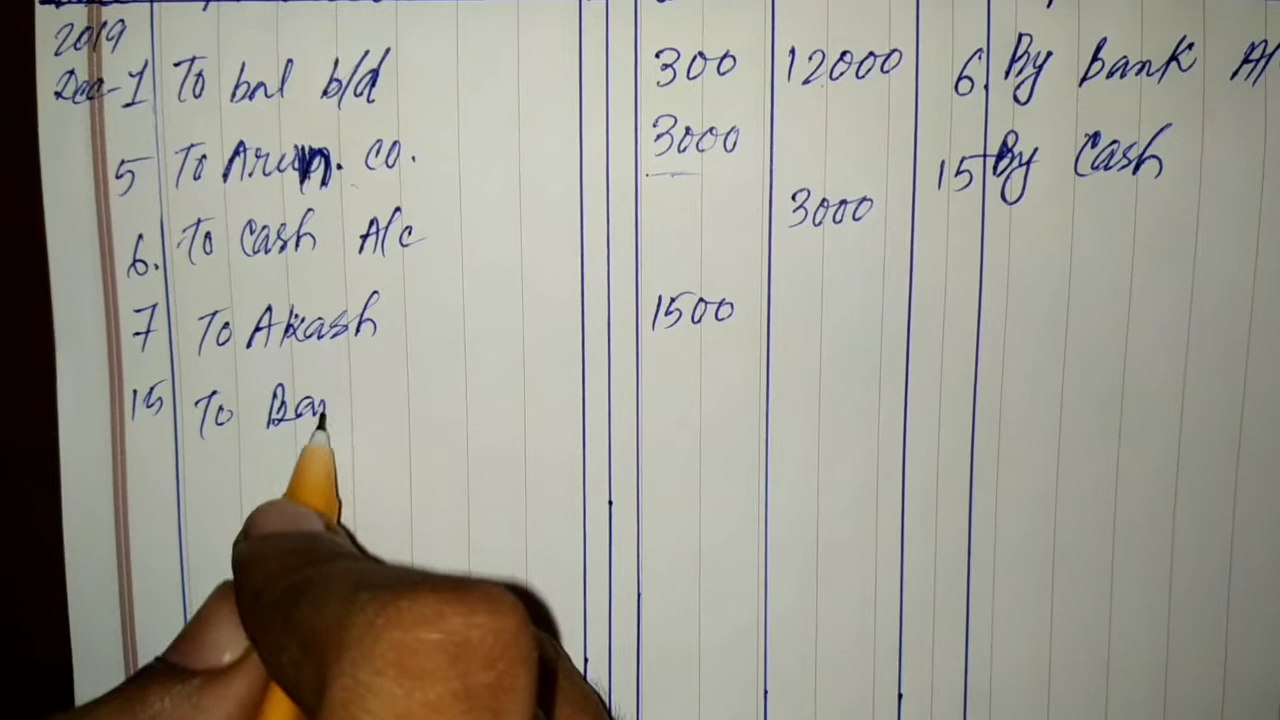 2019
Dec-1 To bal b/d 300 12000 6. By Bank A/
5 To Arun. co. 3000 15 By Cash
6. To Cash A/c 3000
7 To Akash 1500
15 To Ban